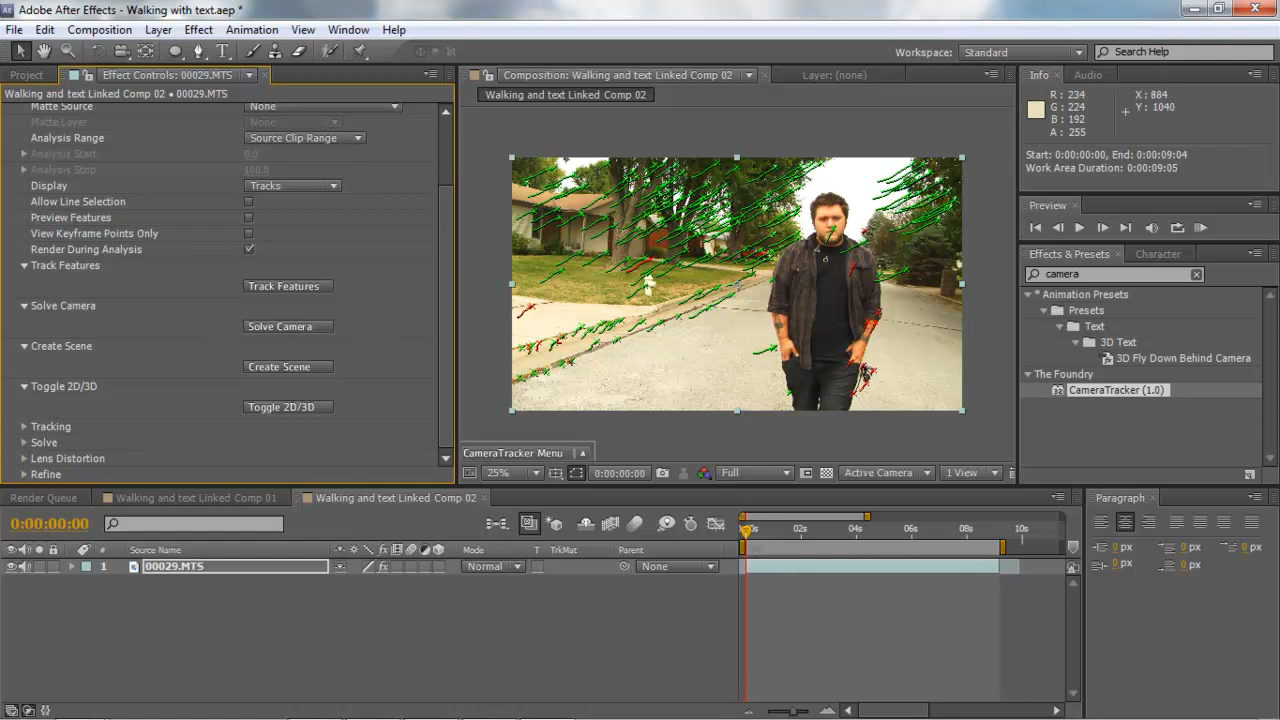 Adobe After Effects - Walking with text.aep *
File Edit Composition Layer Effect Animation View Window Help
Workspace: Standard Search Help
Project Effect Controls: 00029.MTS
Composition: Walking and text Linked Comp 02 Layer: (none)
Info Audio
Walking and text Linked Comp 02 • 00029.MTS
Walking and text Linked Comp 02
Matte Source None
Matte Layer None
Analysis Range Source Clip Range
Analysis Start 0.0
Analysis Stop 100.0
Display Tracks
Allow Line Selection
Preview Features
View Keyframe Points Only
Render During Analysis
Track Features
Track Features
Solve Camera
Solve Camera
Create Scene
Create Scene
Toggle 2D/3D
Toggle 2D/3D
Tracking
Solve
Lens Distortion
Refine
CameraTracker Menu
25% 0:00:00:00 Full Active Camera 1 View
R : 234 X : 884
G : 224 Y : 1040
B : 192
A : 255
Start: 0:00:00:00, End: 0:00:09:04
Work Area Duration: 0:00:09:05
Preview
Effects & Presets Character
camera
* Animation Presets
Presets
Text
3D Text
3D Fly Down Behind Camera
The Foundry
32 CameraTracker (1.0)
Render Queue Walking and text Linked Comp 01 Walking and text Linked Comp 02
Paragraph
0:00:00:00
02s 04s 06s 08s 10s
# Source Name Mode T TrkMat Parent
1 00029.MTS Normal None
0 px 0 px 0 px
0 px 0 px